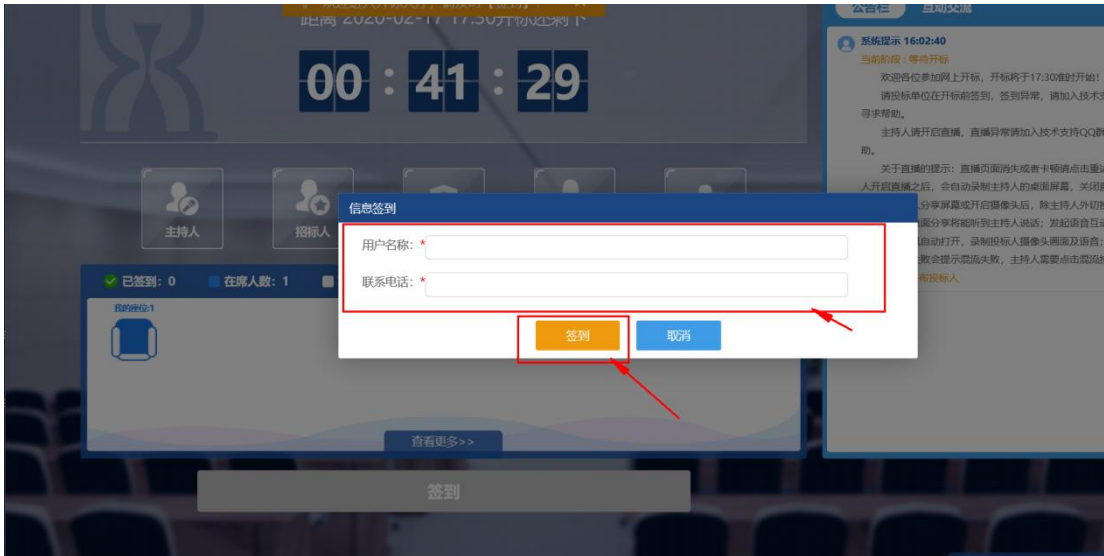 距离 2020-02-17 17:30开标还剩下
00 : 41 : 29
主持人
招标人
已签到：0
在席人数：1
我的座位:1
查看更多>>
签到
信息签到
用户名称：*
联系电话：*
签到
取消
公告栏
互动交流
系统提示 16:02:40
当前阶段：等待开标
欢迎各位参加网上开标，开标将于17:30准时开始！
请投标单位在开标前签到，签到异常，请加入技术支
寻求帮助。
主持人请开启直播，直播异常请加入技术支持QQ群
助。
关于直播的提示：直播页面消失或者卡顿请点击重
人开启直播之后，会自动录制主持人的桌面屏幕，关闭
分享屏幕或开启摄像头后，除主持人外切
面分享将能听到主持人说话；发起语音互
自动打开，录制投标人摄像头画面及语音；
败会提示混流失败，主持人需要点击混流
布投标人